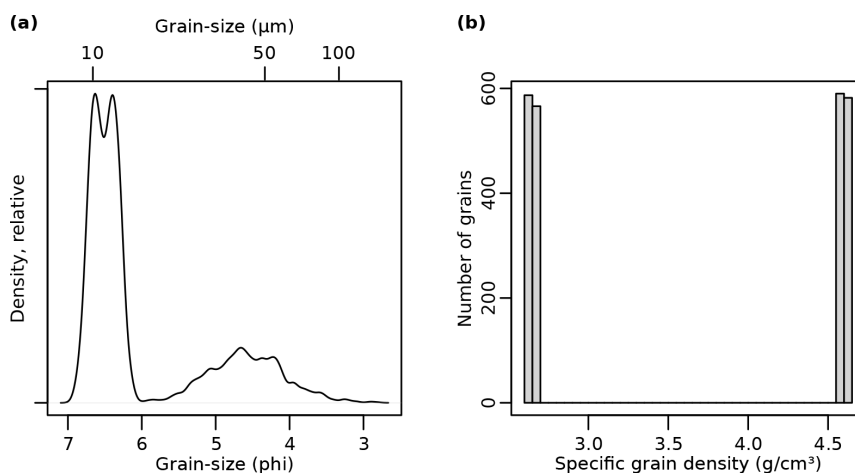 (a)
Grain-size (µm)
10 50 100
Density, relative
7 6 5 4 3
Grain-size (phi)
(b)
Number of grains
600
400
200
0
3.0 3.5 4.0 4.5
Specific grain density (g/cm³)